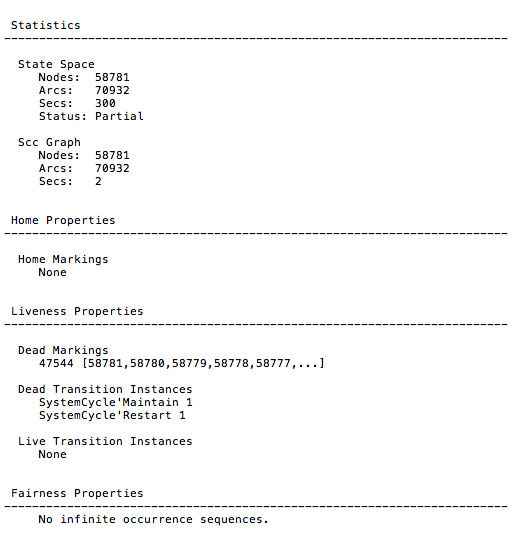 Statistics
------------------------------------------------------------------------
State Space
Nodes: 58781
Arcs: 70932
Secs: 300
Status: Partial
Scc Graph
Nodes: 58781
Arcs: 70932
Secs: 2
Home Properties
------------------------------------------------------------------------
Home Markings
None
Liveness Properties
------------------------------------------------------------------------
Dead Markings
47544 [58781,58780,58779,58778,58777,...]
Dead Transition Instances
SystemCycle'Maintain 1
SystemCycle'Restart 1
Live Transition Instances
None
Fairness Properties
------------------------------------------------------------------------
No infinite occurrence sequences.